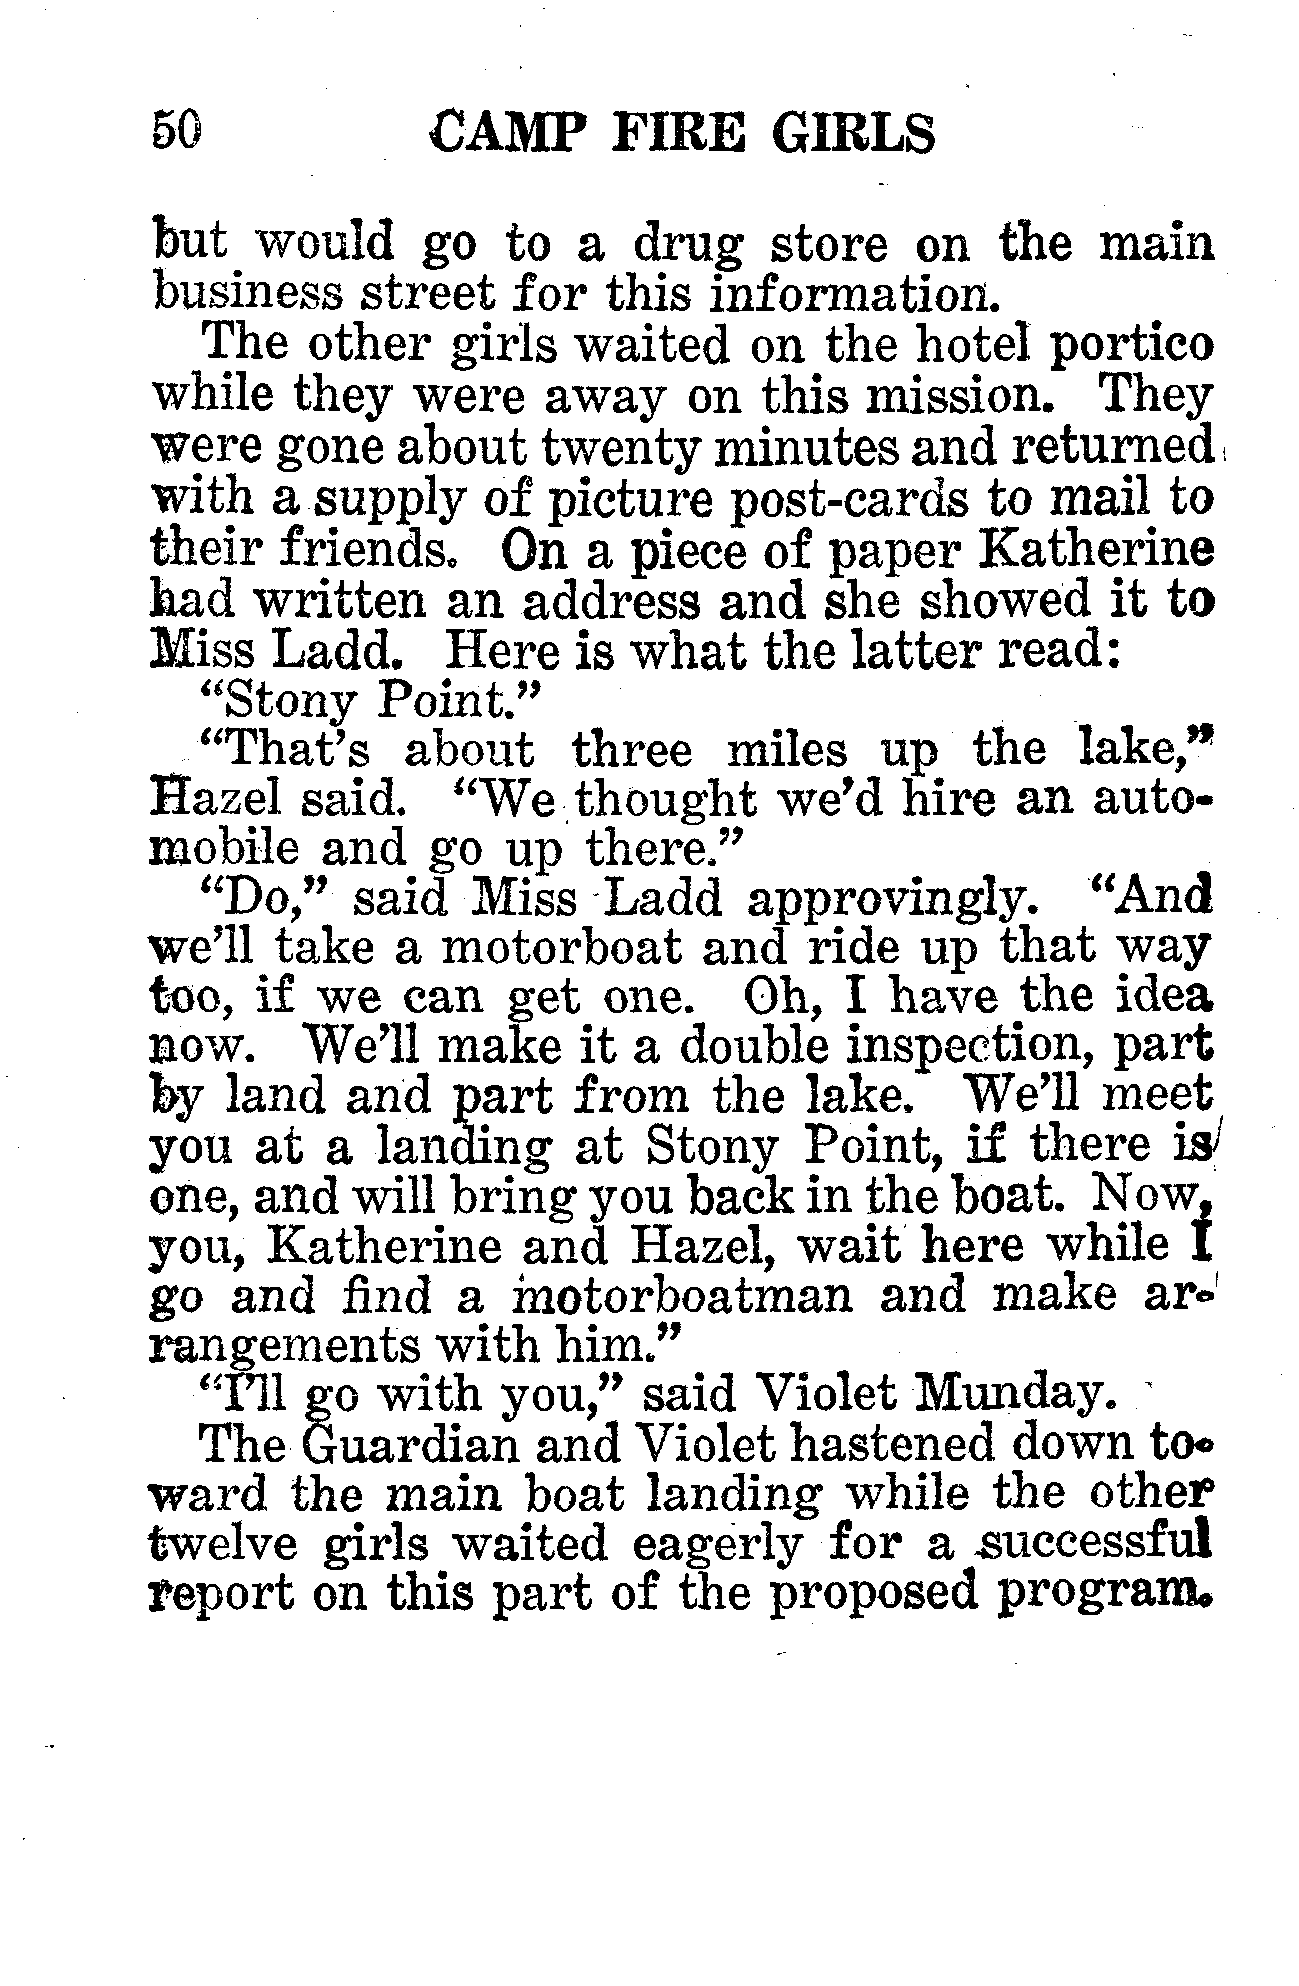 50 CAMP FIRE GIRLS
but would go to a drug store on the main
business street for this information.
The other girls waited on the hotel portico
while they were away on this mission. They
were gone about twenty minutes and returned
with a supply of picture post-cards to mail to
their friends. On a piece of paper Katherine
had written an address and she showed it to
Miss Ladd. Here is what the latter read:
“Stony Point.”
“That’s about three miles up the lake,”
Hazel said. “We thought we’d hire an auto-
mobile and go up there.”
“Do,” said Miss Ladd approvingly. “And
we’ll take a motorboat and ride up that way
too, if we can get one. Oh, I have the idea
now. We’ll make it a double inspection, part
by land and part from the lake. We’ll meet
you at a landing at Stony Point, if there is
one, and will bring you back in the boat. Now,
you, Katherine and Hazel, wait here while I
go and find a motorboatman and make ar-
rangements with him.”
“I’ll go with you,” said Violet Munday.
The Guardian and Violet hastened down to-
ward the main boat landing while the other
twelve girls waited eagerly for a successful
report on this part of the proposed program.